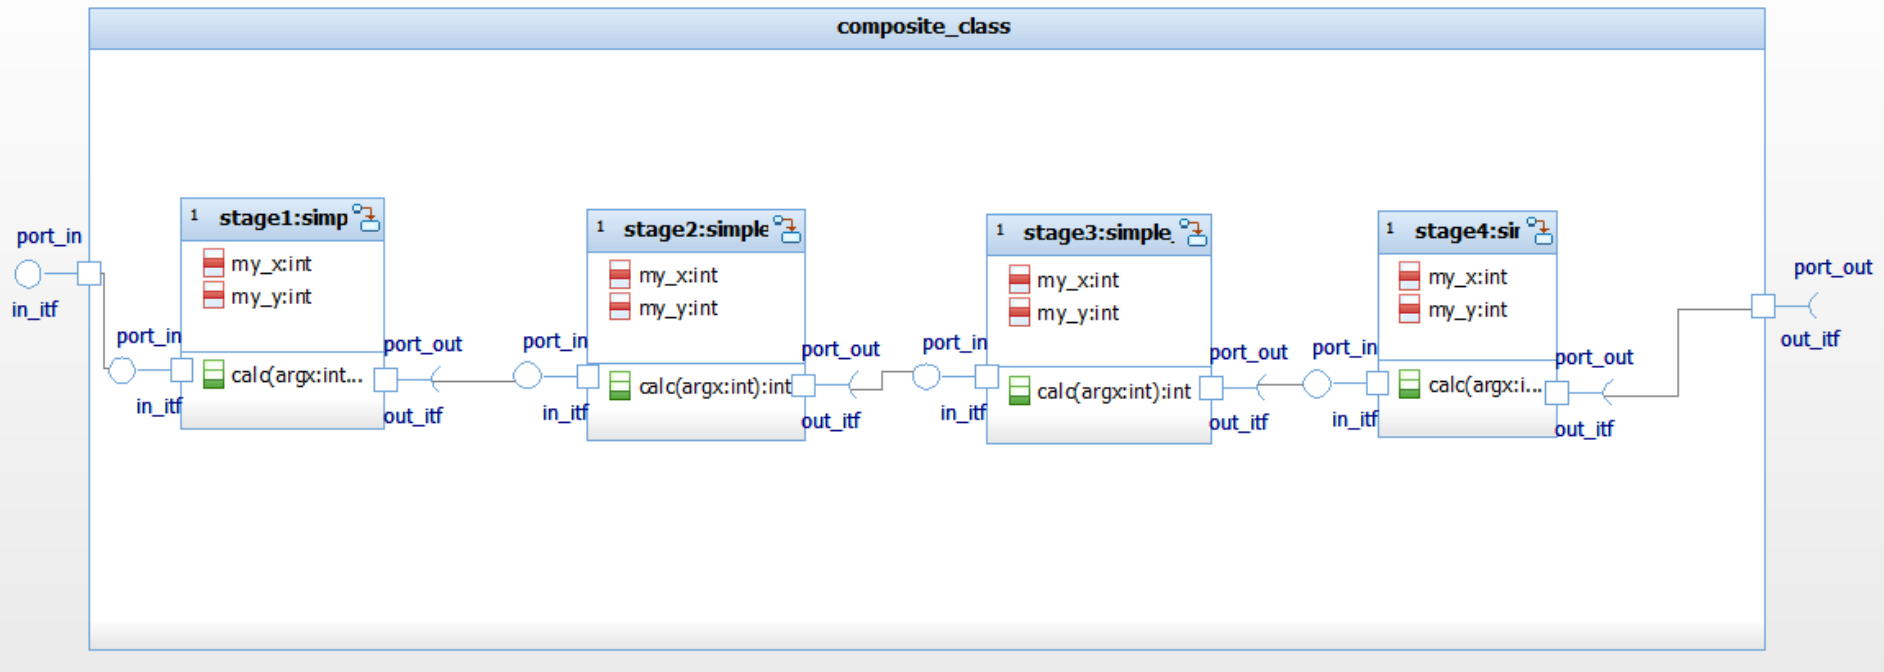 composite_class
port_in
in_itf
1 stage1:simp
my_x:int
my_y:int
calc(argx:int...
port_in
in_itf
port_out
out_itf
1 stage2:simple
my_x:int
my_y:int
calc(argx:int):int
port_in
in_itf
port_out
out_itf
1 stage3:simple_
my_x:int
my_y:int
calc(argx:int):int
port_in
in_itf
port_out
out_itf
1 stage4:sir
my_x:int
my_y:int
calc(argx:i...
port_in
in_itf
port_out
out_itf
port_out
out_itf